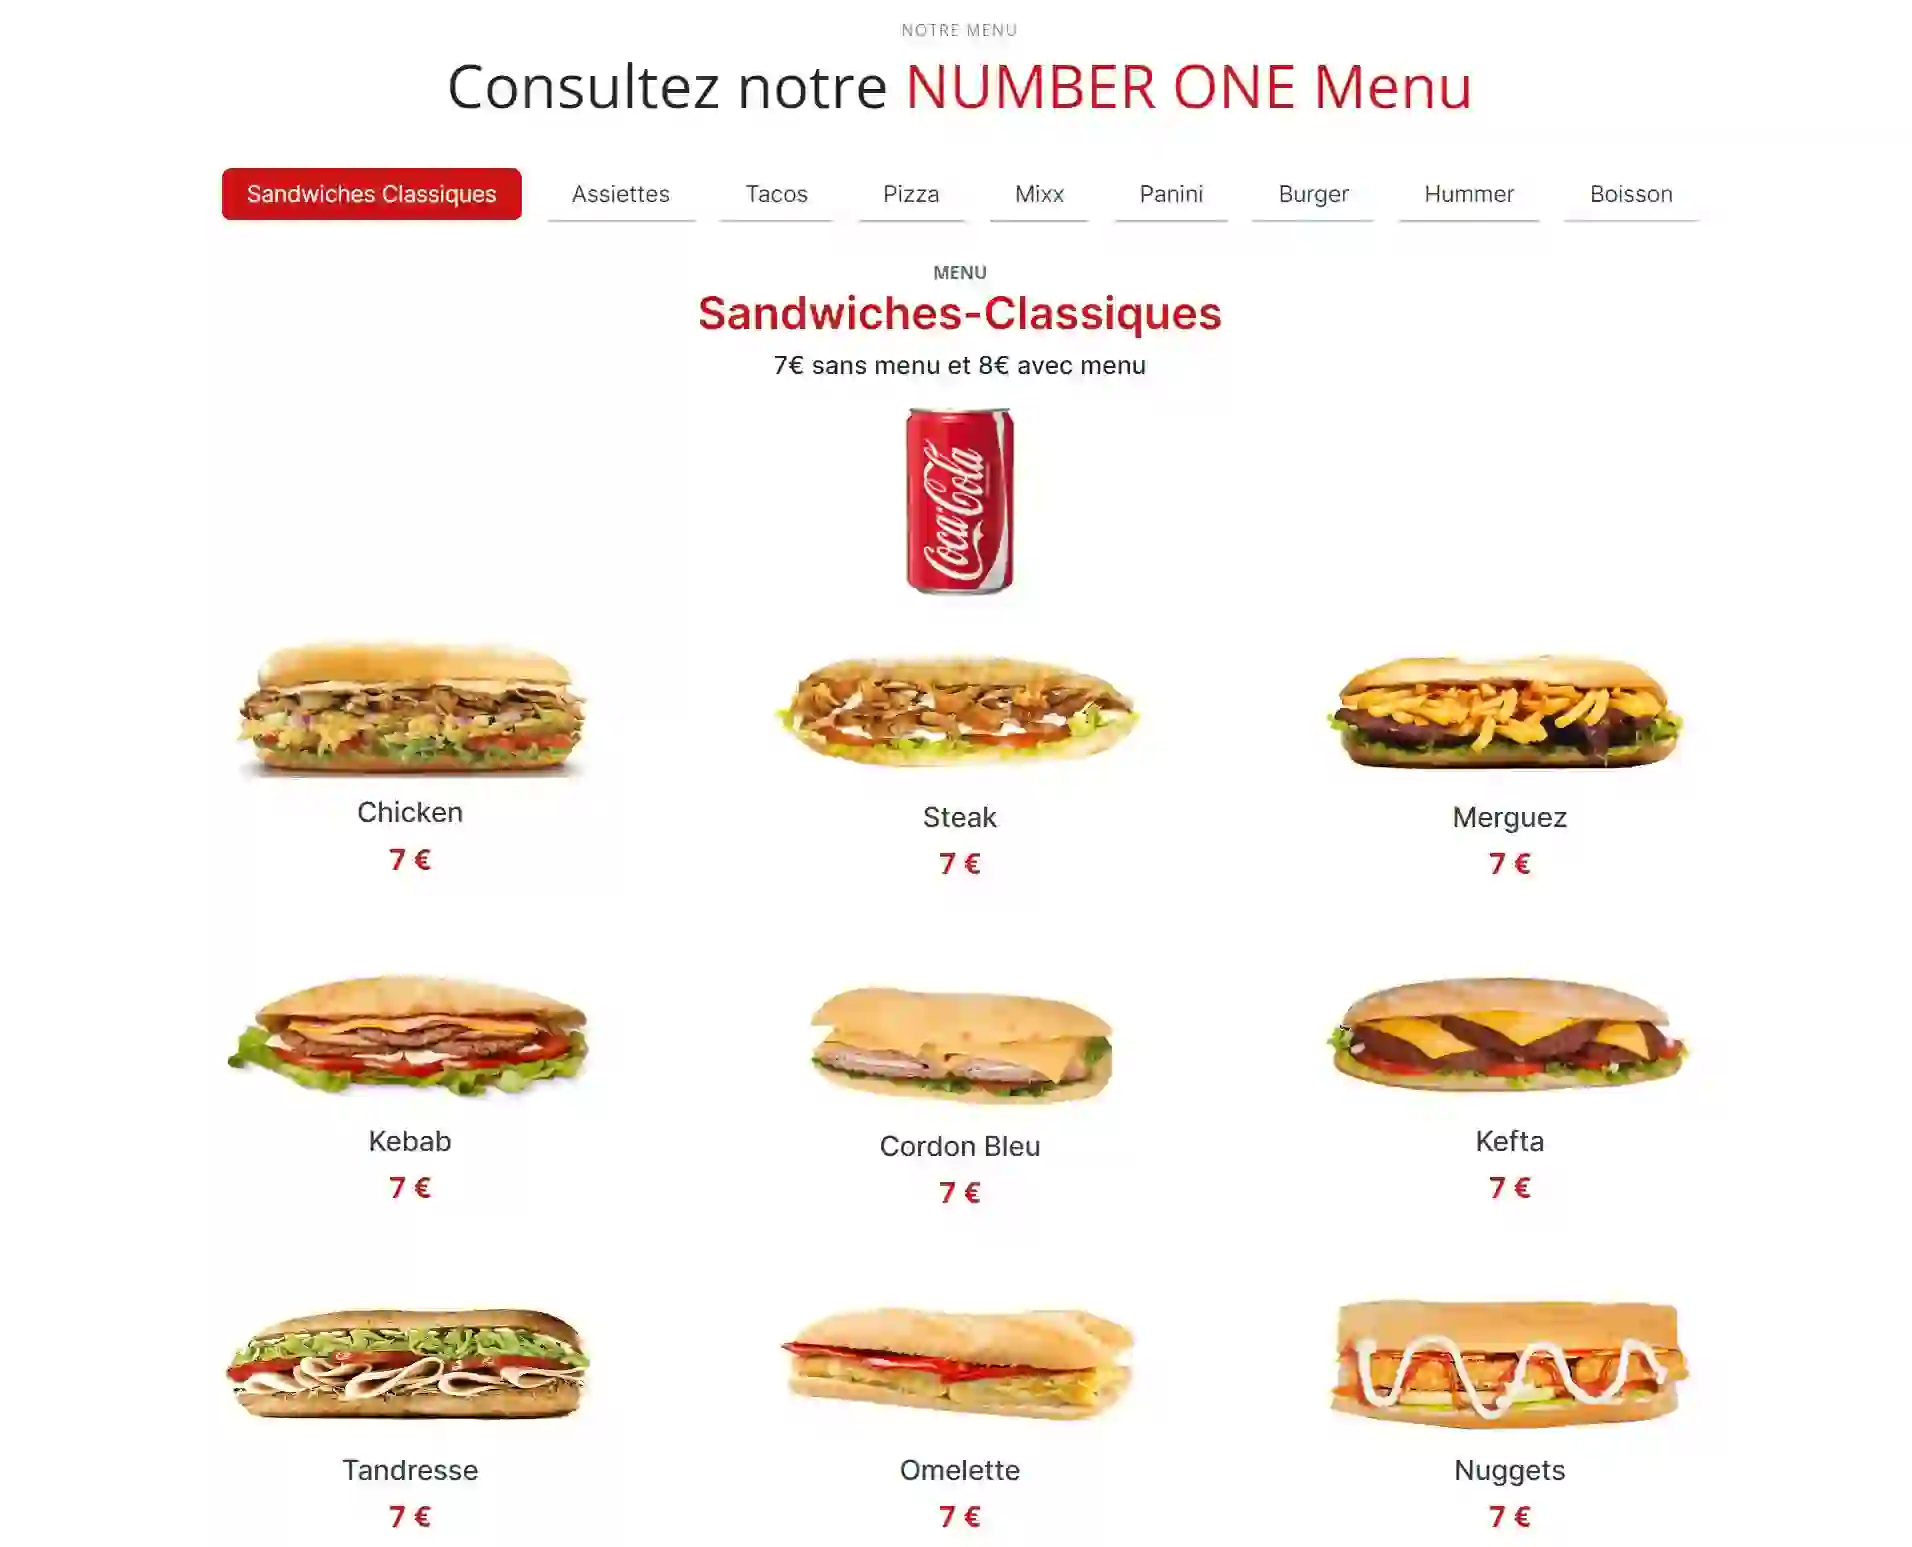 NOTRE MENU
Consultez notre NUMBER ONE Menu
Sandwiches Classiques Assiettes Tacos Pizza Mixx Panini Burger Hummer Boisson
MENU
Sandwiches-Classiques
7€ sans menu et 8€ avec menu
Coca-Cola
Chicken Steak Merguez
7 € 7 € 7 €
Kebab Cordon Bleu Kefta
7 € 7 € 7 €
Tandresse Omelette Nuggets
7 € 7 € 7 €